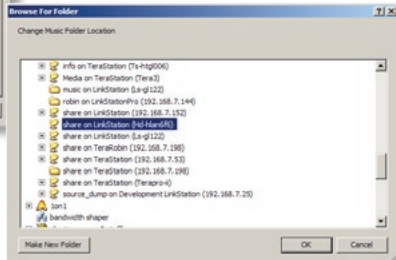 Browse For Folder
Change Music Folder Location
info on TeraStation (Ts-htgl006)
Media on TeraStation (Tera3)
music on LinkStation (Ls-gl122)
robin on LinkStationPro (192.168.7.144)
share on LinkStation (192.168.7.152)
share on LinkStation (Hd-hlan6f6)
share on LinkStation (Ls-gl122)
share on TeraRobin (192.168.7.198)
share on TeraStation (192.168.7.53)
share on TeraStation (192.168.7.198)
share on TeraStation (Terapro-i)
source_dump on LinkStation (192.168.7.25)
1on1
bandwidth shaper
Make New Folder
OK
Cancel